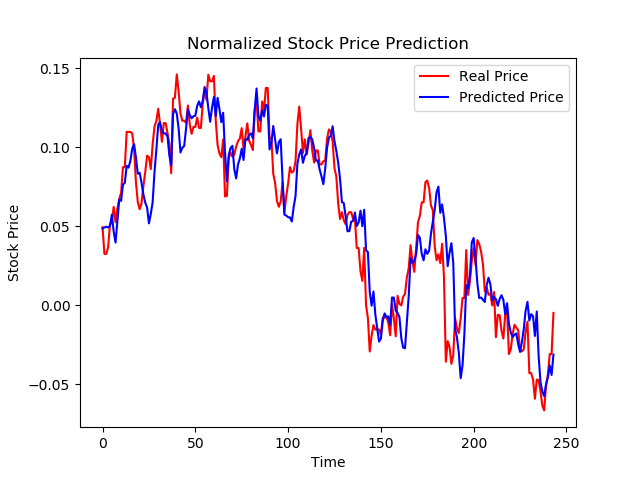 Normalized Stock Price Prediction
Real Price
Predicted Price
Stock Price
0.15
0.10
0.05
0.00
−0.05
0
50
100
150
200
250
Time